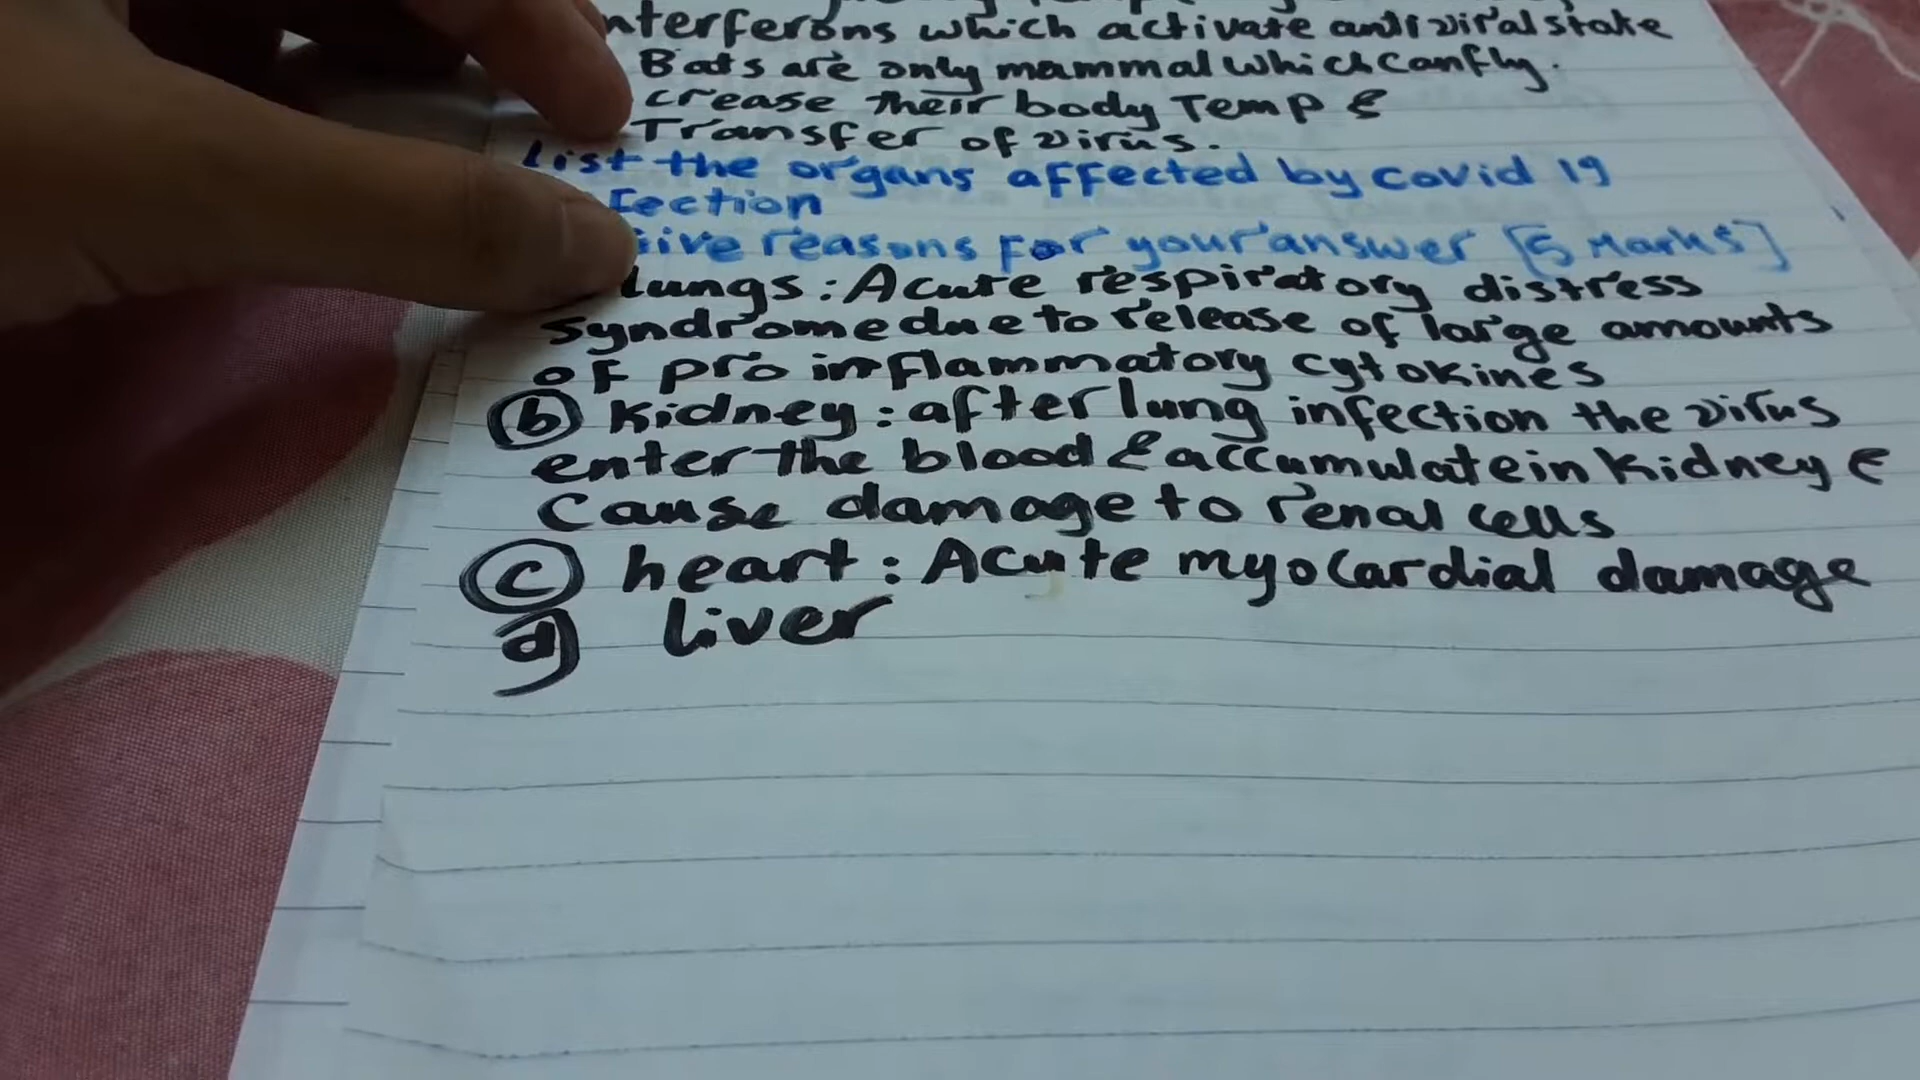 nterferons which activate antiviral state
Bats are only mammal which can fly.
crease their body Temp &
Transfer of virus.
List the organs affected by covid 19
fection
ive reasons for your answer [5 Marks]
Lungs: Acute respiratory distress
Syndrome due to release of large amounts
of pro inflammatory cytokines
b kidney: after lung infection the virus
enter the blood & accumulate in kidney &
Cause damage to renal cells
c heart: Acute myocardial damage
d) liver